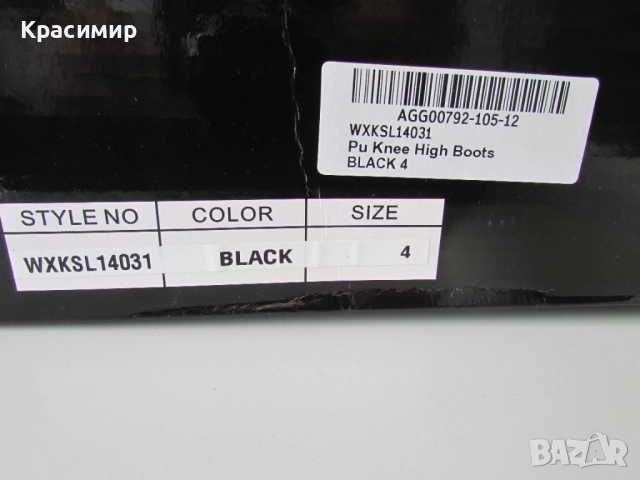 Красимир
AGG00792-105-12
WXKSL14031
Pu Knee High Boots
BLACK 4
STYLE NO COLOR SIZE
WXKSL14031 BLACK 4
BAZAR